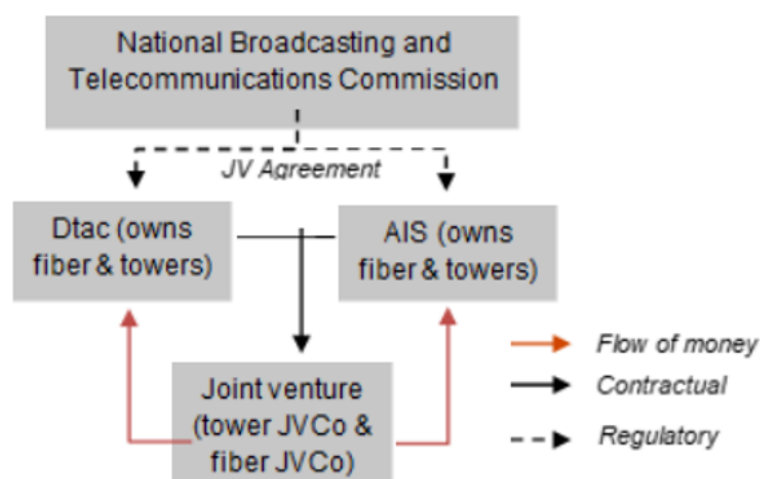 National Broadcasting and
Telecommunications Commission
JV Agreement
Dtac (owns
fiber & towers)
AIS (owns
fiber & towers)
Joint venture
(tower JVCo &
fiber JVCo)
Flow of money
Contractual
Regulatory